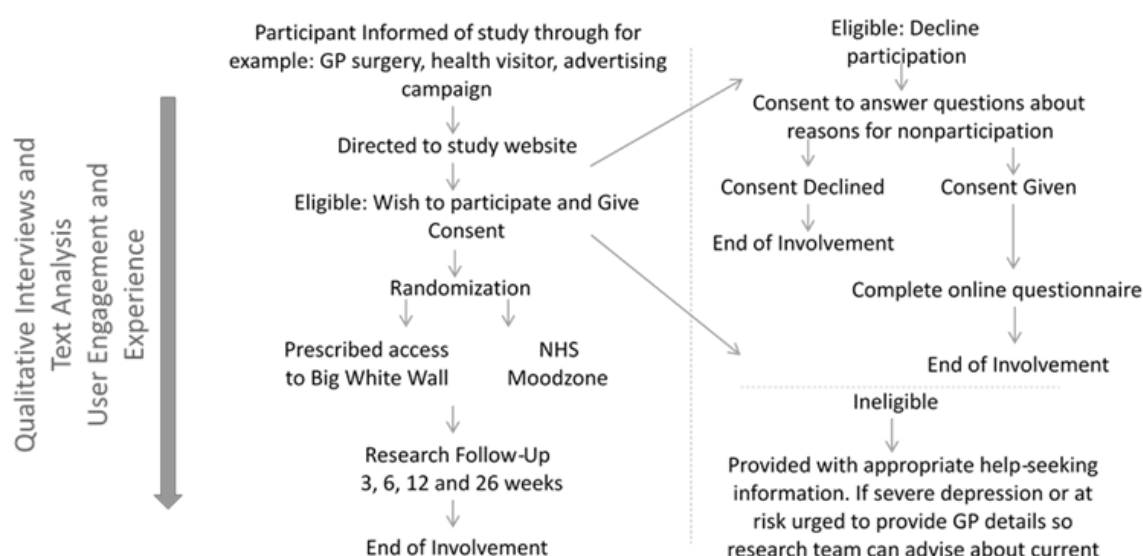 Qualitative Interviews and
Text Analysis
User Engagement and
Experience
Participant Informed of study through for
example: GP surgery, health visitor, advertising
campaign
Directed to study website
Eligible: Wish to participate and Give
Consent
Randomization
Prescribed access
to Big White Wall
NHS
Moodzone
Research Follow-Up
3, 6, 12 and 26 weeks
End of Involvement
Eligible: Decline
participation
Consent to answer questions about
reasons for nonparticipation
Consent Declined
End of Involvement
Consent Given
Complete online questionnaire
End of Involvement
Ineligible
Provided with appropriate help-seeking
information. If severe depression or at
risk urged to provide GP details so
research team can advise about current